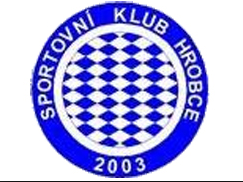 SPORTOVNÍ KLUB HROBCE
2003